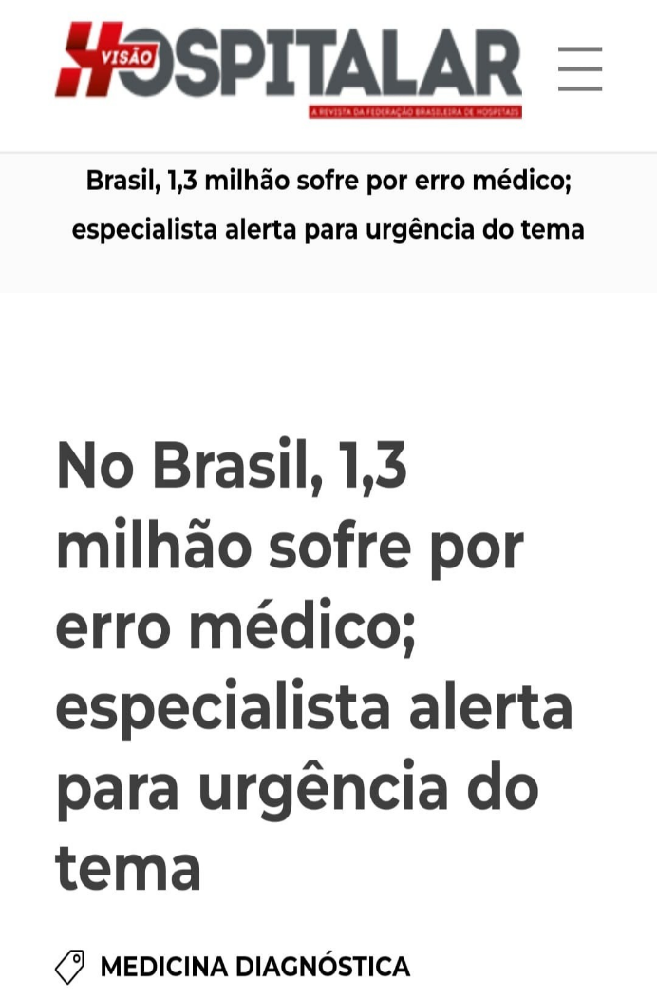 VISÃO
HOSPITALAR
A REVISTA DA FEDERAÇÃO BRASILEIRA DE HOSPITAIS
Brasil, 1,3 milhão sofre por erro médico;
especialista alerta para urgência do tema
No Brasil, 1,3
milhão sofre por
erro médico;
especialista alerta
para urgência do
tema
MEDICINA DIAGNÓSTICA